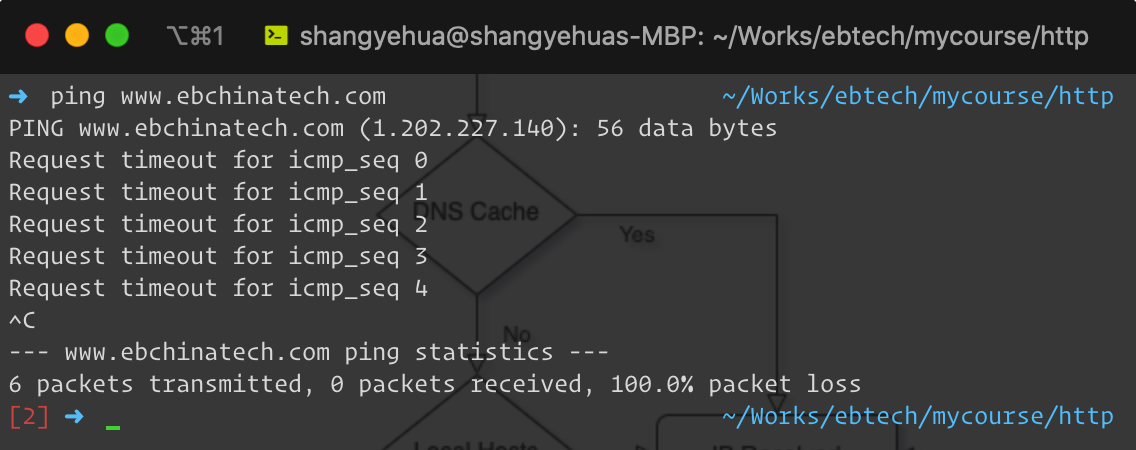 ⌥⌘1 shangyehua@shangyehuas-MBP: ~/Works/ebtech/mycourse/http
➜ ping www.ebchinatech.com ~/Works/ebtech/mycourse/http
PING www.ebchinatech.com (1.202.227.140): 56 data bytes
Request timeout for icmp_seq 0
Request timeout for icmp_seq 1
DNS Cache
Request timeout for icmp_seq 2
Yes
Request timeout for icmp_seq 3
Request timeout for icmp_seq 4
^C
No
--- www.ebchinatech.com ping statistics ---
6 packets transmitted, 0 packets received, 100.0% packet loss
[2] ➜ ~/Works/ebtech/mycourse/http
Local Hosts